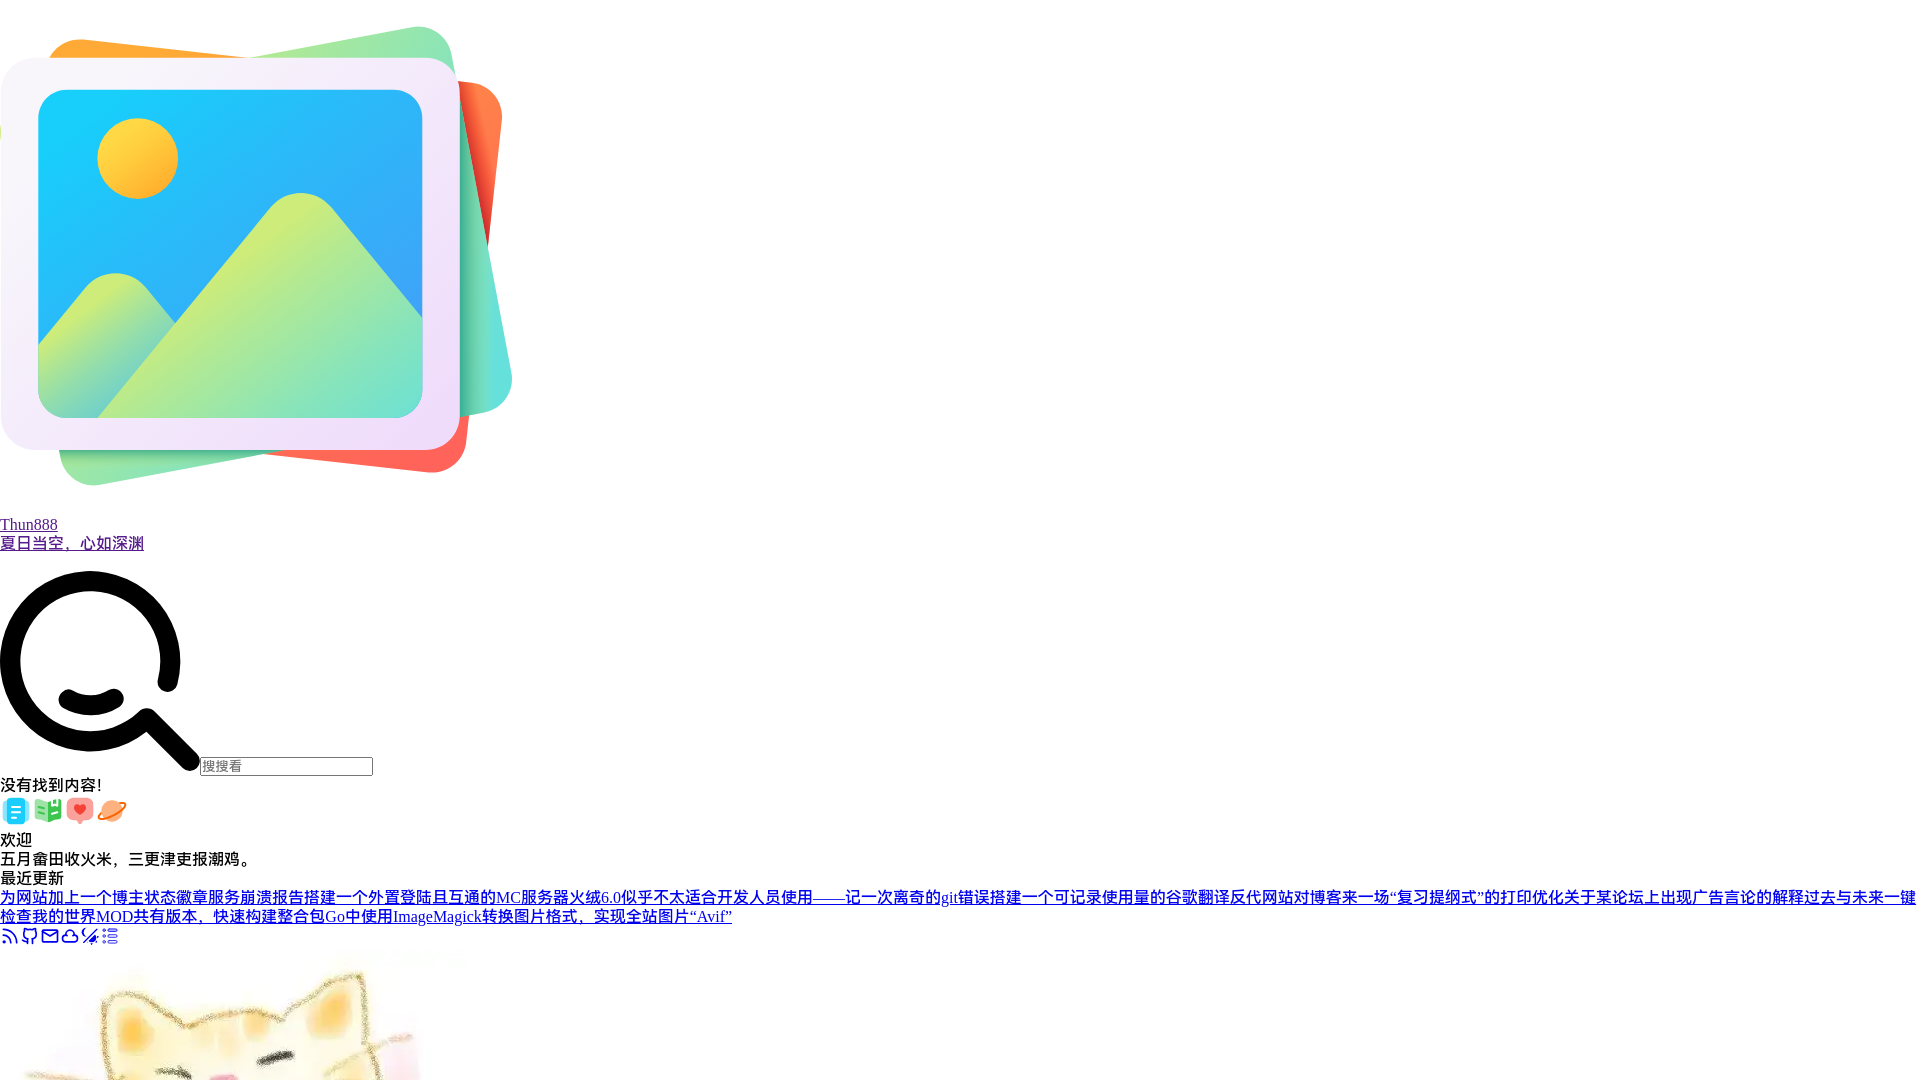 Thun888
夏日当空，心如深渊
搜搜看
没有找到内容！
欢迎
五月畬田收火米，三更津吏报潮鸡。
最近更新
为网站加上一个博主状态徽章服务崩溃报告搭建一个外置登陆且互通的MC服务器火绒6.0似乎不太适合开发人员使用——记一次离奇的git错误搭建一个可记录使用量的谷歌翻译反代网站对博客来一场“复习提纲式”的打印优化关于某论坛上出现广告言论的解释过去与未来一键
检查我的世界MOD共有版本，快速构建整合包Go中使用ImageMagick转换图片格式，实现全站图片“Avif”